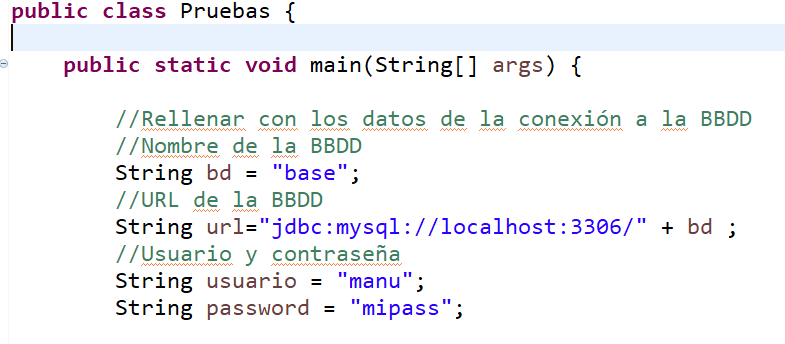 public class Pruebas {
public static void main(String[] args) {
//Rellenar con los datos de la conexión a la BBDD
//Nombre de la BBDD
String bd = "base";
//URL de la BBDD
String url="jdbc:mysql://localhost:3306/" + bd ;
//Usuario y contraseña
String usuario = "manu";
String password = "mipass";